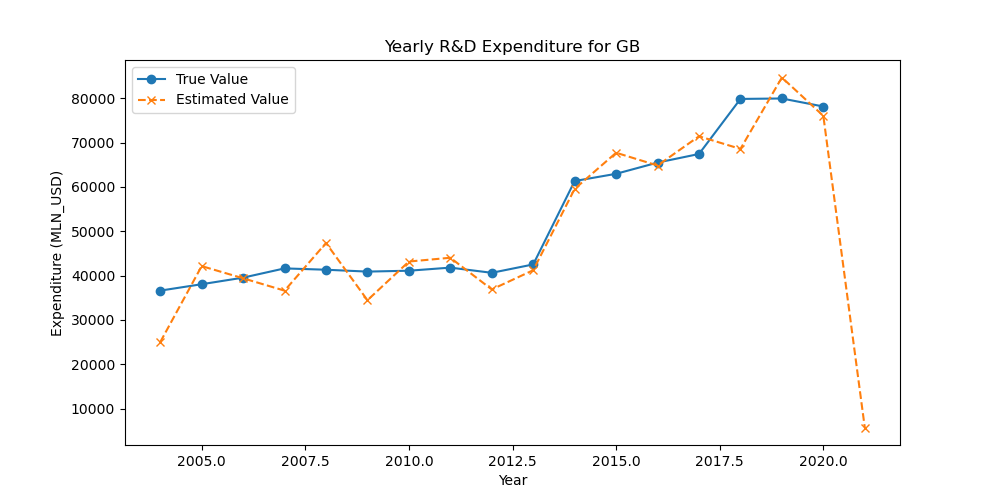 Yearly R&D Expenditure for GB
True Value
Estimated Value
Expenditure (MLN_USD)
80000
70000
60000
50000
40000
30000
20000
10000
2005.0 2007.5 2010.0 2012.5 2015.0 2017.5 2020.0
Year